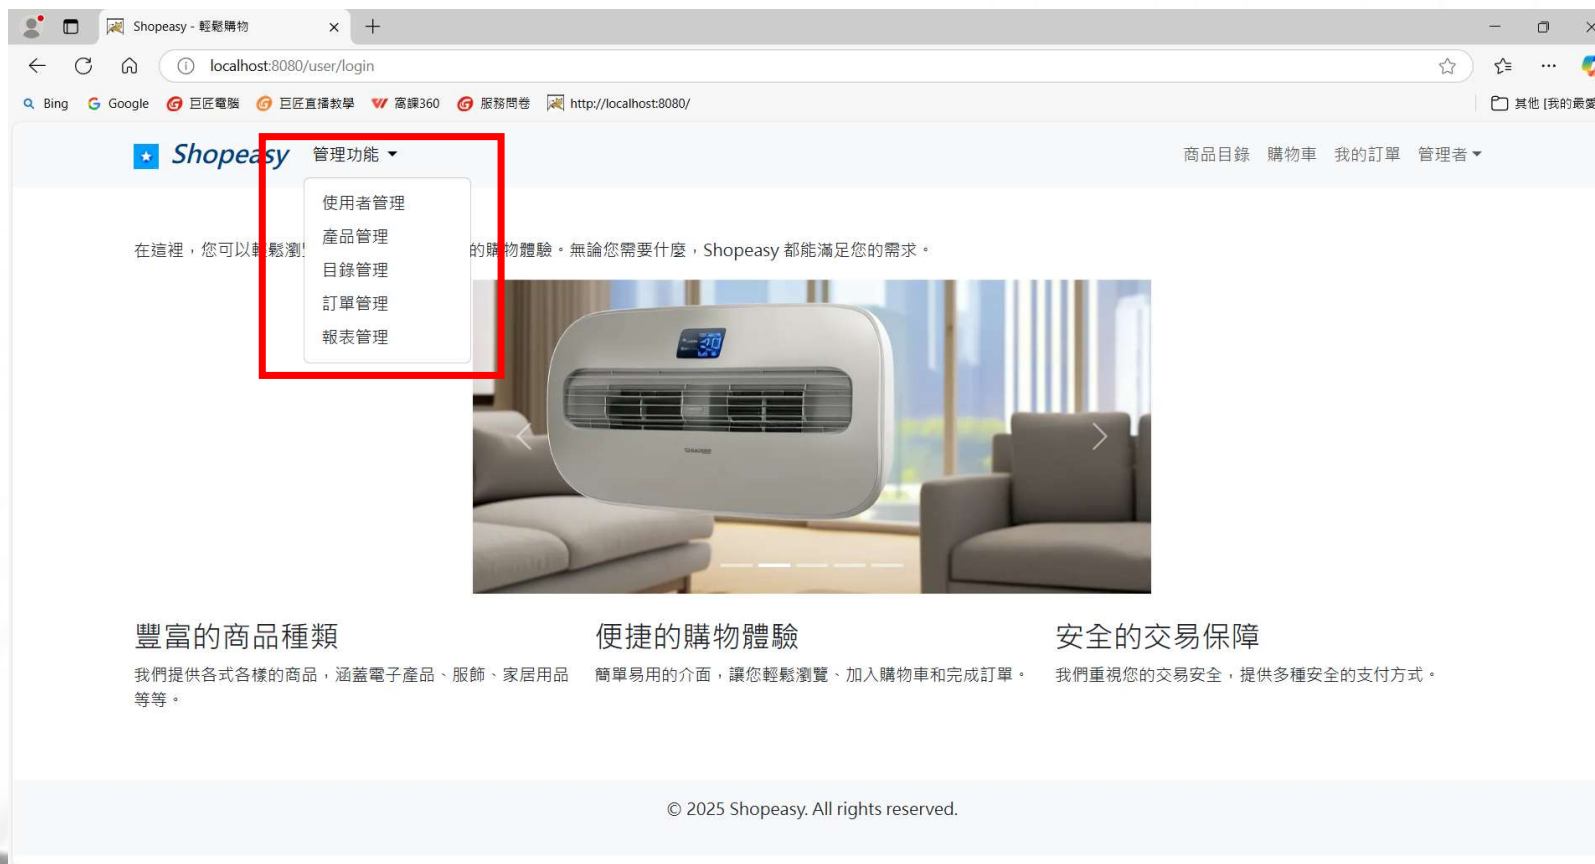 Shopeasy - 輕鬆購物
localhost:8080/user/login
Bing Google 巨匠電腦 巨匠直播教學 窩課360 服務問卷 http://localhost:8080/ 其他 [我的最愛
Shopeasy 管理功能 商品目錄 購物車 我的訂單 管理者
使用者管理
產品管理
目錄管理
訂單管理
報表管理
在這裡，您可以輕鬆瀏 的購物體驗。無論您需要什麼，Shopeasy 都能滿足您的需求。
豐富的商品種類
我們提供各式各樣的商品，涵蓋電子產品、服飾、家居用品
等等。
便捷的購物體驗
簡單易用的介面，讓您輕鬆瀏覽、加入購物車和完成訂單。
安全的交易保障
我們重視您的交易安全，提供多種安全的支付方式。
© 2025 Shopeasy. All rights reserved.